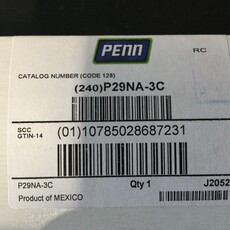 PENN
RC
CATALOG NUMBER (CODE 128)
(240)P29NA-3C
SCC
GTIN-14
(01)10785028687231
P29NA-3C Qty 1 J2052
Product of MEXICO